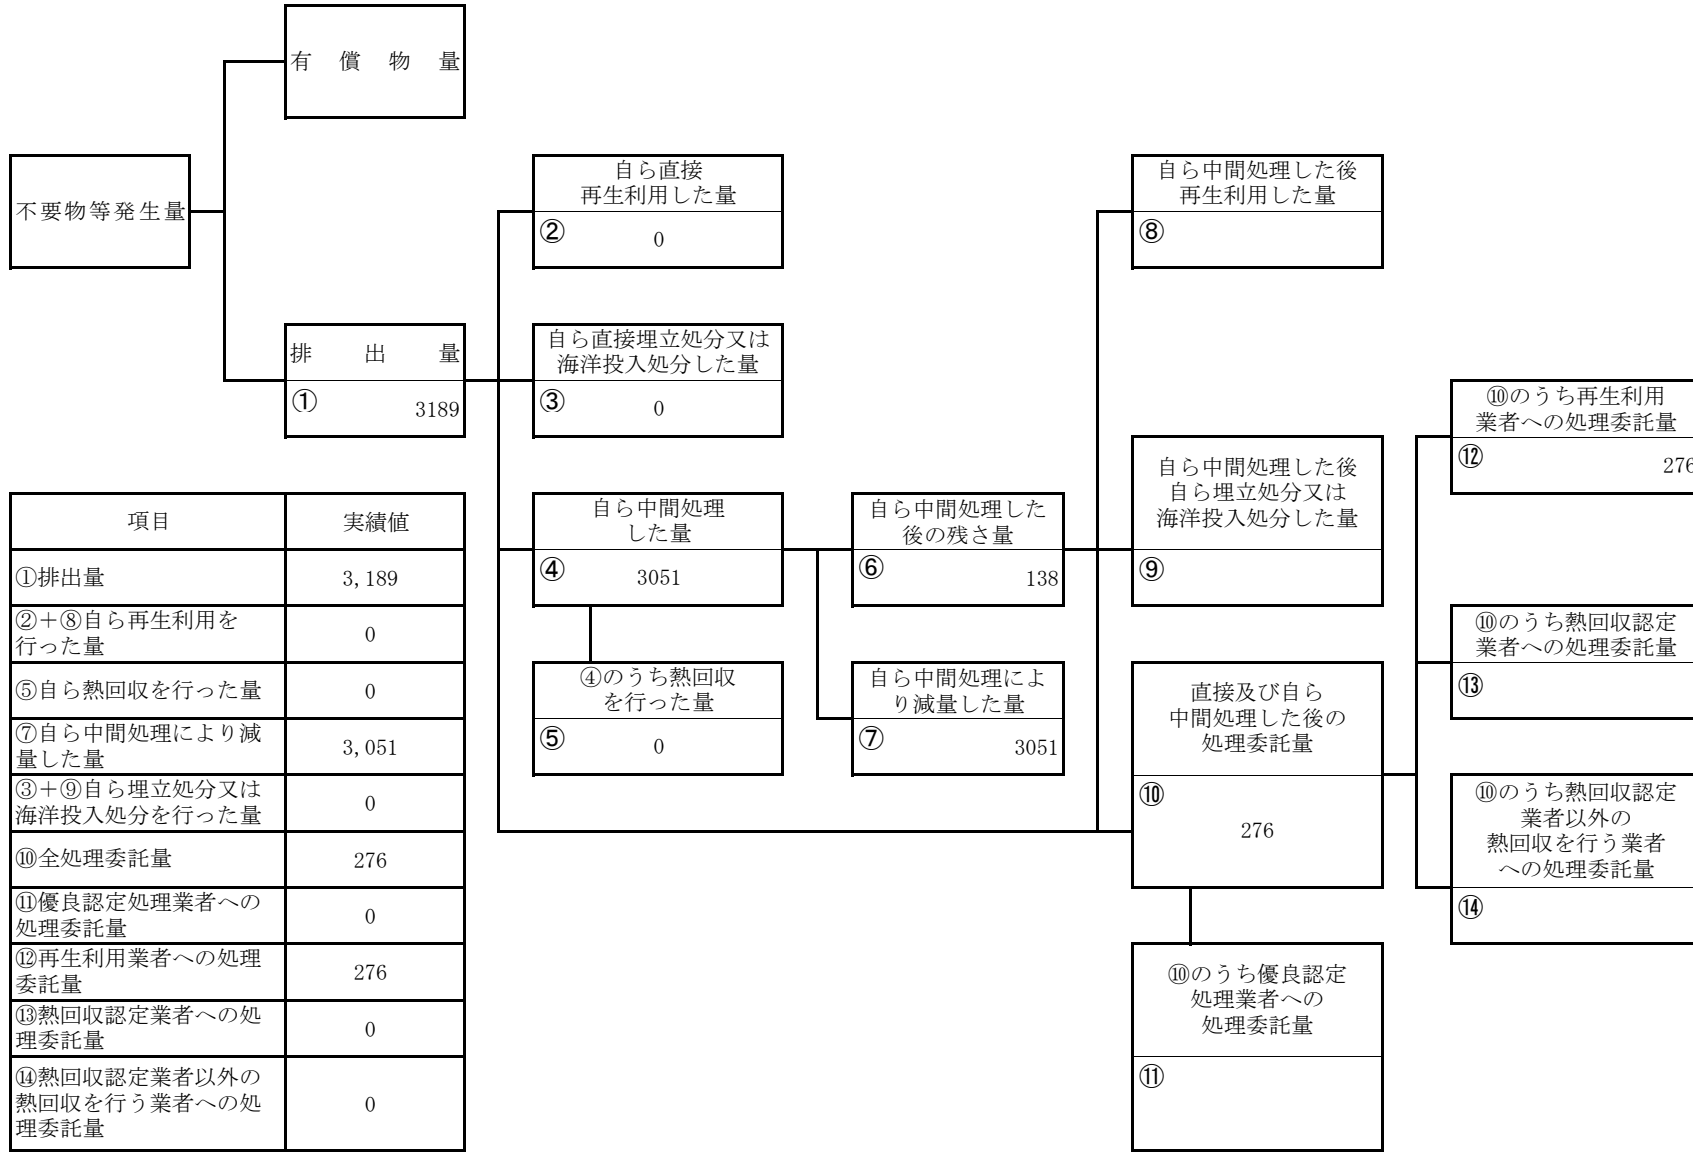 有償物量
不要物等発生量
自ら直接
再生利用した量
② 0
自ら中間処理した後
再生利用した量
⑧
排出量
① 3189
自ら直接埋立処分又は
海洋投入処分した量
③ 0
⑩のうち再生利用
業者への処理委託量
⑫ 276
自ら中間処理した後
自ら埋立処分又は
海洋投入処分した量
⑨
自ら中間処理
した量
④ 3051
自ら中間処理した
後の残さ量
⑥ 138
⑩のうち熱回収認定
業者への処理委託量
⑬
④のうち熱回収
を行った量
⑤ 0
自ら中間処理によ
り減量した量
⑦ 3051
直接及び自ら
中間処理した後の
処理委託量
⑩
276
⑩のうち熱回収認定
業者以外の
熱回収を行う業者
への処理委託量
⑭
⑩のうち優良認定
処理業者への
処理委託量
⑪
項目 実績値
①排出量 3,189
②＋⑧自ら再生利用を
行った量 0
⑤自ら熱回収を行った量 0
⑦自ら中間処理により減
量した量 3,051
③＋⑨自ら埋立処分又は
海洋投入処分を行った量 0
⑩全処理委託量 276
⑪優良認定処理業者への
処理委託量 0
⑫再生利用業者への処理
委託量 276
⑬熱回収認定業者への処
理委託量 0
⑭熱回収認定業者以外の
熱回収を行う業者への処
理委託量 0